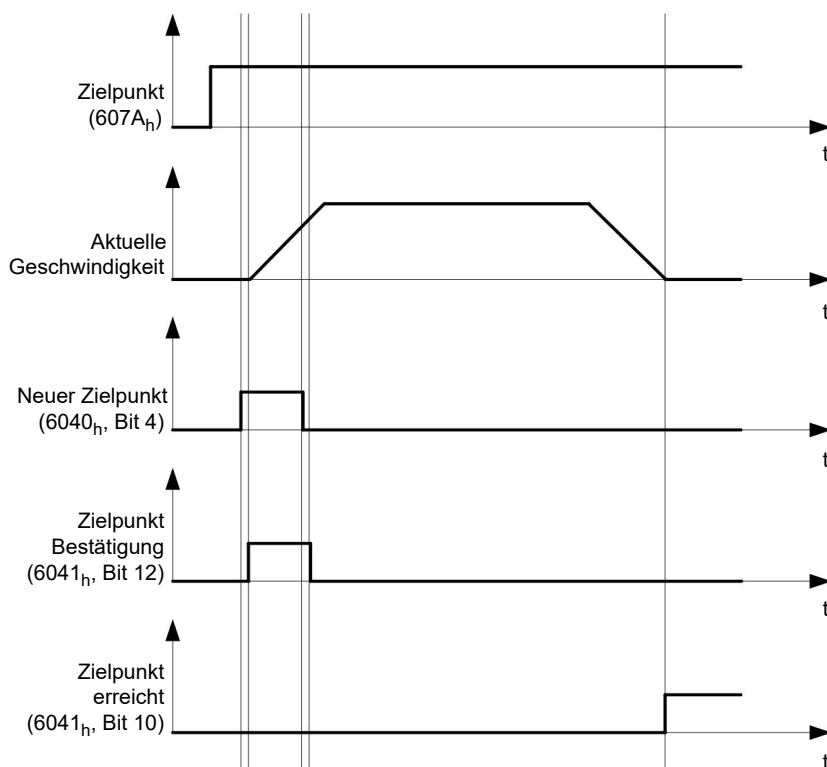 Zielpunkt
(607Aₕ)
t
Aktuelle
Geschwindigkeit
t
Neuer Zielpunkt
(6040ₕ, Bit 4)
t
Zielpunkt
Bestätigung
(6041ₕ, Bit 12)
t
Zielpunkt
erreicht
(6041ₕ, Bit 10)
t